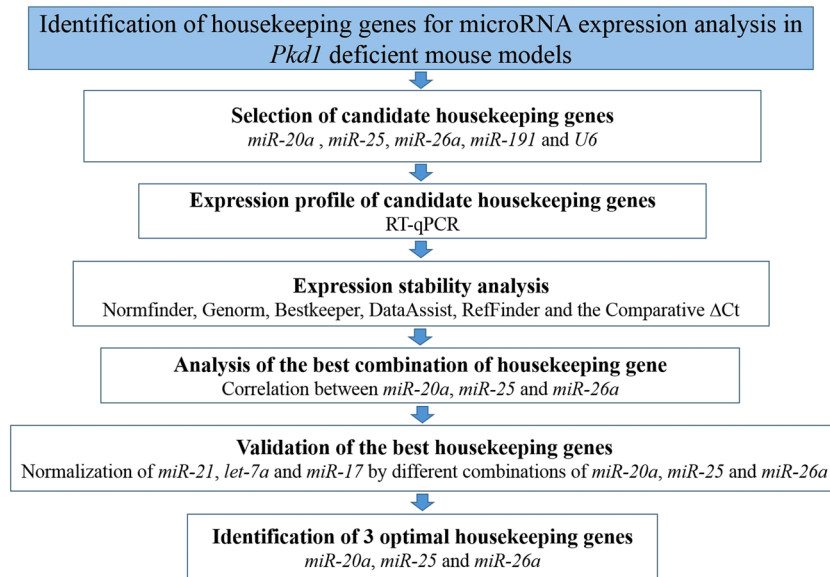 Identification of housekeeping genes for microRNA expression analysis in
Pkd1 deficient mouse models
Selection of candidate housekeeping genes
miR-20a , miR-25, miR-26a, miR-191 and U6
Expression profile of candidate housekeeping genes
RT-qPCR
Expression stability analysis
Normfinder, Genorm, Bestkeeper, DataAssist, RefFinder and the Comparative ΔCt
Analysis of the best combination of housekeeping gene
Correlation between miR-20a, miR-25 and miR-26a
Validation of the best housekeeping genes
Normalization of miR-21, let-7a and miR-17 by different combinations of miR-20a, miR-25 and miR-26a
Identification of 3 optimal housekeeping genes
miR-20a, miR-25 and miR-26a